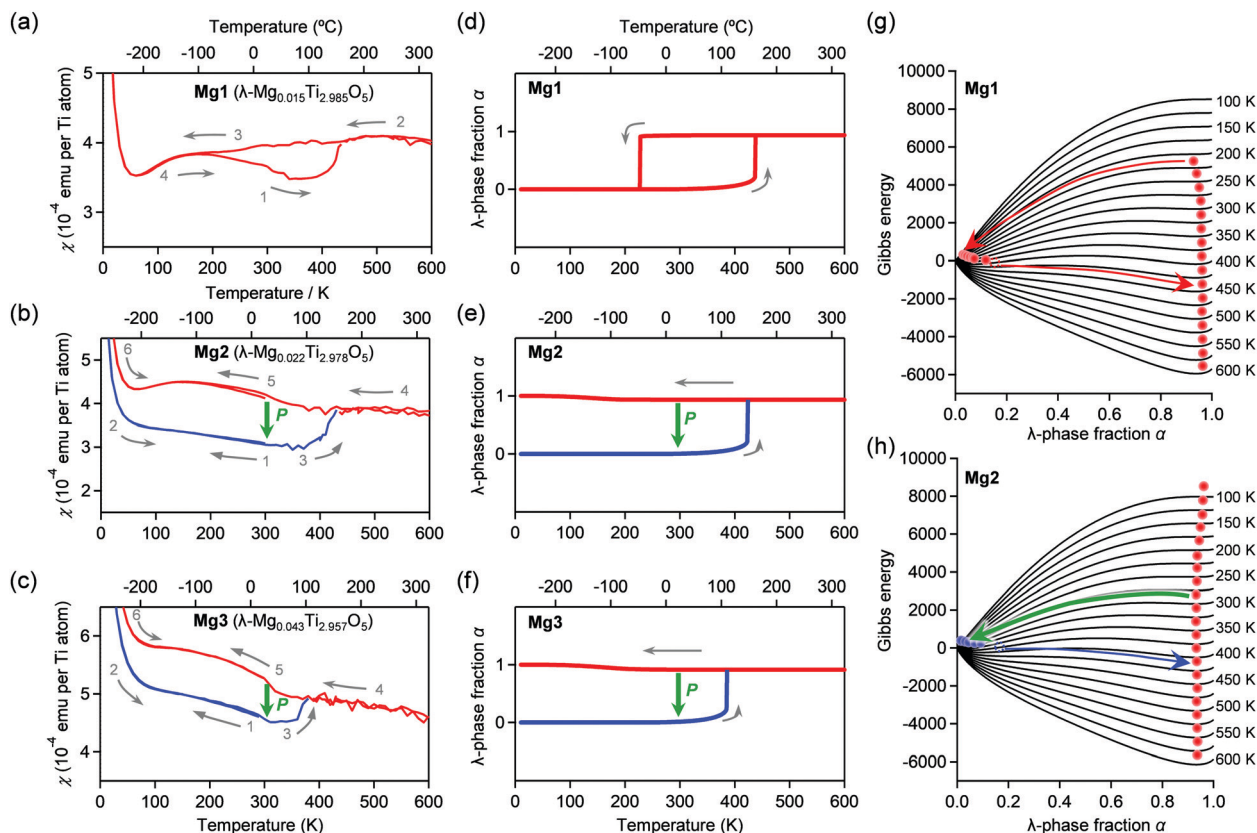 (a)
Temperature (ºC)
-200 -100 0 100 200 300
Mg1 (λ-Mg0.015Ti2.985O5)
χ (10-4 emu per Ti atom)
5
4
3
3
2
4
1
0 100 200 300 400 500 600
Temperature / K
(b)
-200 -100 0 100 200 300
Mg2 (λ-Mg0.022Ti2.978O5)
χ (10-4 emu per Ti atom)
5
4
3
2
6
5
4
P
2
1
3
0 100 200 300 400 500 600
(c)
-200 -100 0 100 200 300
Mg3 (λ-Mg0.043Ti2.957O5)
χ (10-4 emu per Ti atom)
6
5
4
6
5
4
2
P
1
3
0 100 200 300 400 500 600
Temperature (K)
(d)
Temperature (ºC)
-200 -100 0 100 200 300
Mg1
λ-phase fraction α
1
0
0 100 200 300 400 500 600
(e)
-200 -100 0 100 200 300
Mg2
λ-phase fraction α
1
0
P
0 100 200 300 400 500 600
(f)
-200 -100 0 100 200 300
Mg3
λ-phase fraction α
1
0
P
0 100 200 300 400 500 600
Temperature (K)
(g)
Mg1
Gibbs energy
10000
8000
6000
4000
2000
0
-2000
-4000
-6000
100 K
150 K
200 K
250 K
300 K
350 K
400 K
450 K
500 K
550 K
600 K
0.0 0.2 0.4 0.6 0.8 1.0
λ-phase fraction α
(h)
Mg2
Gibbs energy
10000
8000
6000
4000
2000
0
-2000
-4000
-6000
100 K
150 K
200 K
250 K
300 K
350 K
400 K
450 K
500 K
550 K
600 K
0.0 0.2 0.4 0.6 0.8 1.0
λ-phase fraction α